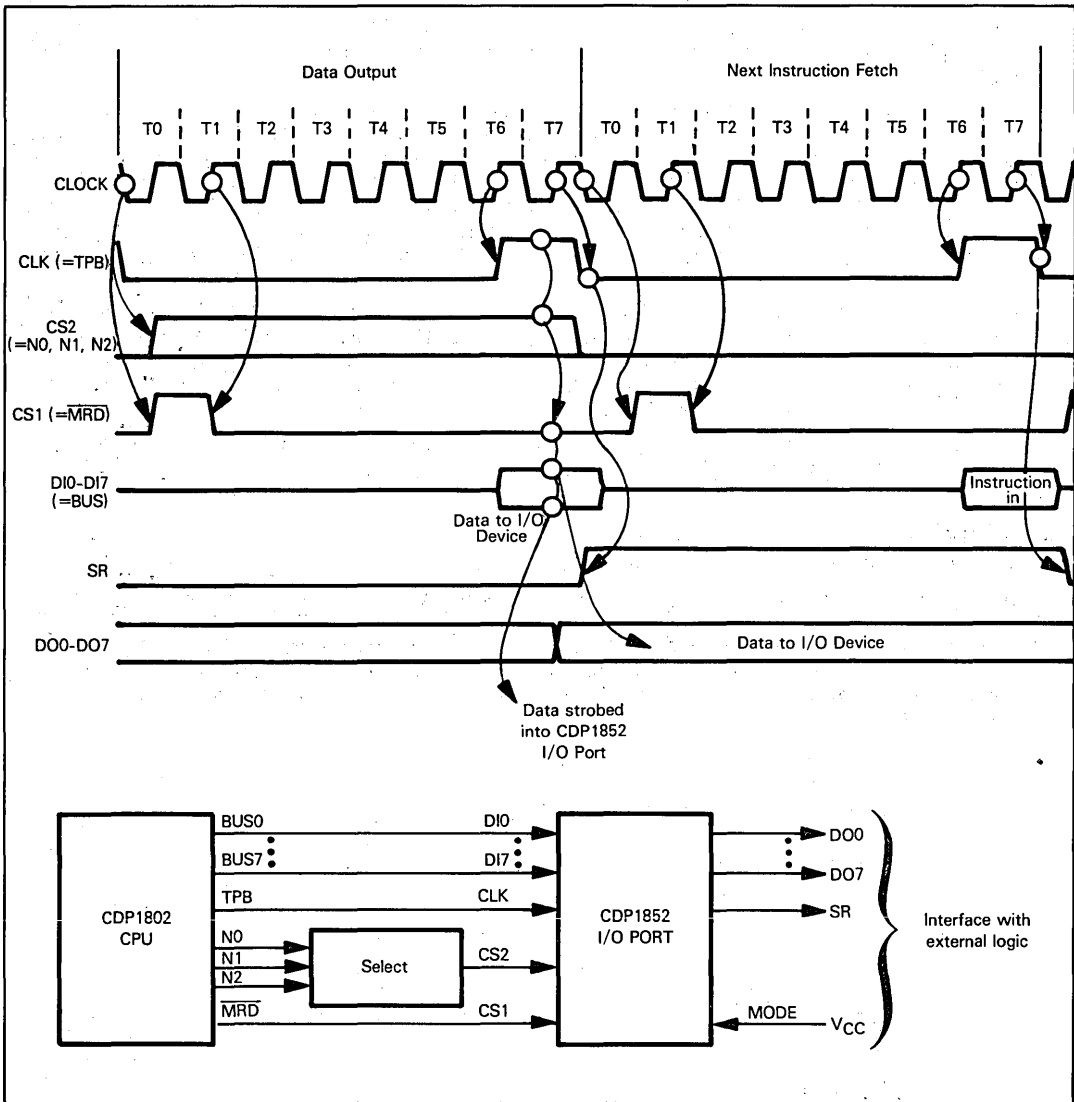 Data Output
Next Instruction Fetch
T0 T1 T2 T3 T4 T5 T6 T7 T0 T1 T2 T3 T4 T5 T6 T7
CLOCK
CLK (=TPB)
CS2
(=N0, N1, N2)
CS1 (=M̅R̅D̅)
DI0-DI7
(=BUS)
Data to I/O
Device
Instruction
in
SR
DO0-DO7
Data to I/O Device
Data strobed
into CDP1852
I/O Port
CDP1802
CPU
BUS0
BUS7
TPB
N0
N1
N2
M̅R̅D̅
Select
DI0
DI7
CLK
CS2
CS1
CDP1852
I/O PORT
DO0
DO7
SR
MODE
VCC
Interface with
external logic